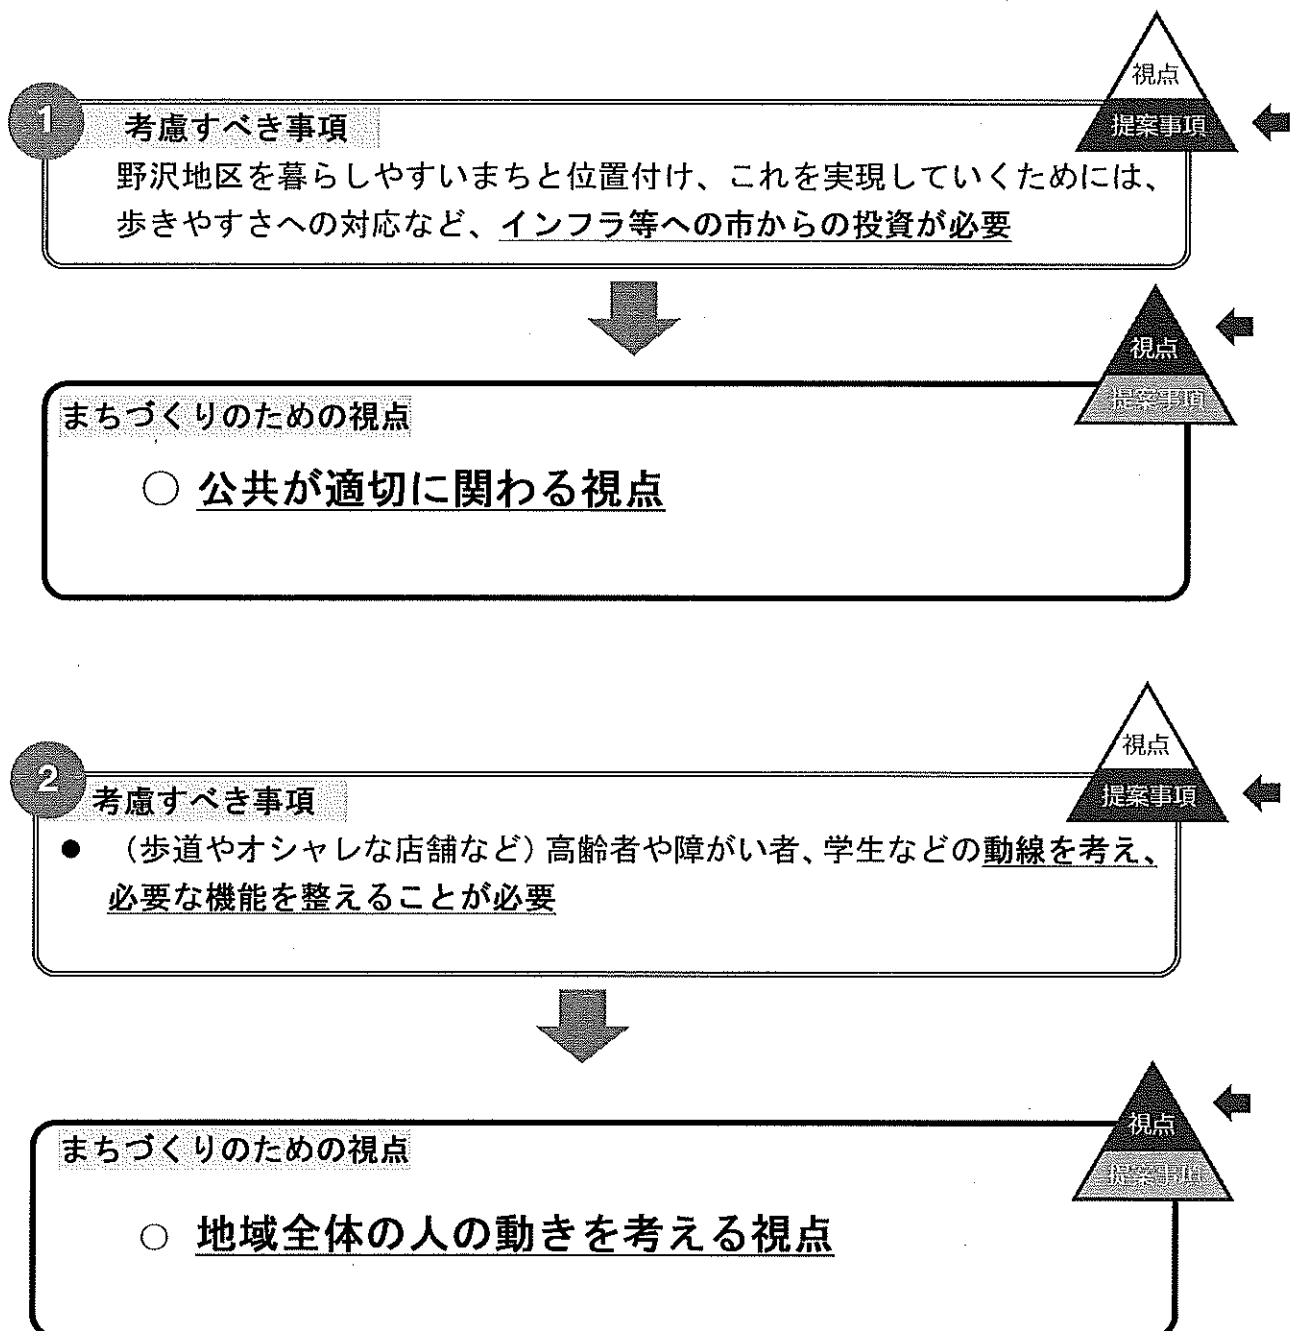 視点
提案事項
1
考慮すべき事項
野沢地区を暮らしやすいまちと位置付け、これを実現していくためには、
歩きやすさへの対応など、インフラ等への市からの投資が必要
視点
提案事項
まちづくりのための視点
○ 公共が適切に関わる視点
視点
提案事項
2
考慮すべき事項
● （歩道やオシャレな店舗など）高齢者や障がい者、学生などの動線を考え、
必要な機能を整えることが必要
視点
提案事項
まちづくりのための視点
○ 地域全体の人の動きを考える視点